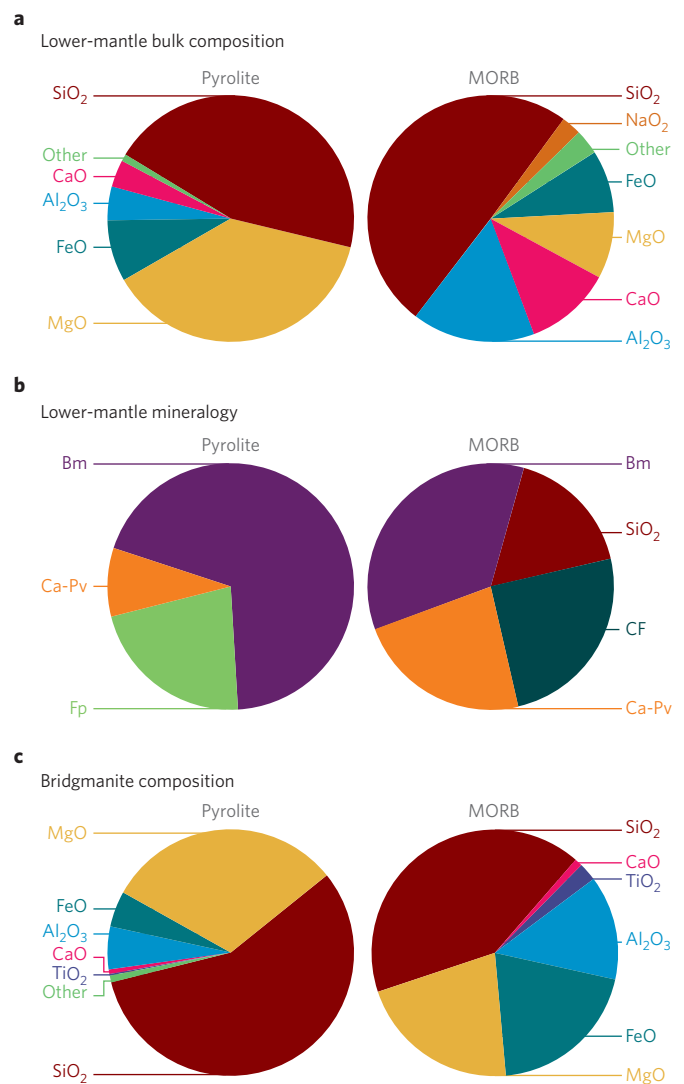 a
Lower-mantle bulk composition
Pyrolite
MORB
SiO₂
Other
CaO
Al₂O₃
FeO
MgO
SiO₂
NaO₂
Other
FeO
MgO
CaO
Al₂O₃
b
Lower-mantle mineralogy
Pyrolite
MORB
Bm
Ca-Pv
Fp
Bm
SiO₂
CF
Ca-Pv
c
Bridgmanite composition
Pyrolite
MORB
MgO
FeO
Al₂O₃
CaO
TiO₂
Other
SiO₂
SiO₂
CaO
TiO₂
Al₂O₃
FeO
MgO